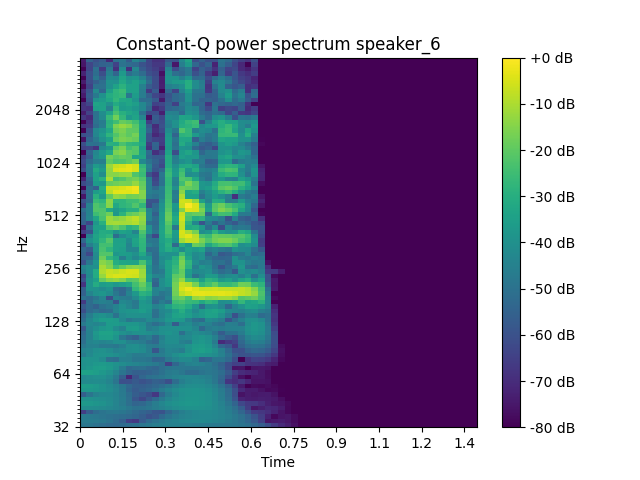 Constant-Q power spectrum speaker_6
Hz
2048
1024
512
256
128
64
32
0 0.15 0.3 0.45 0.6 0.75 0.9 1.1 1.2 1.4
Time
+0 dB
-10 dB
-20 dB
-30 dB
-40 dB
-50 dB
-60 dB
-70 dB
-80 dB